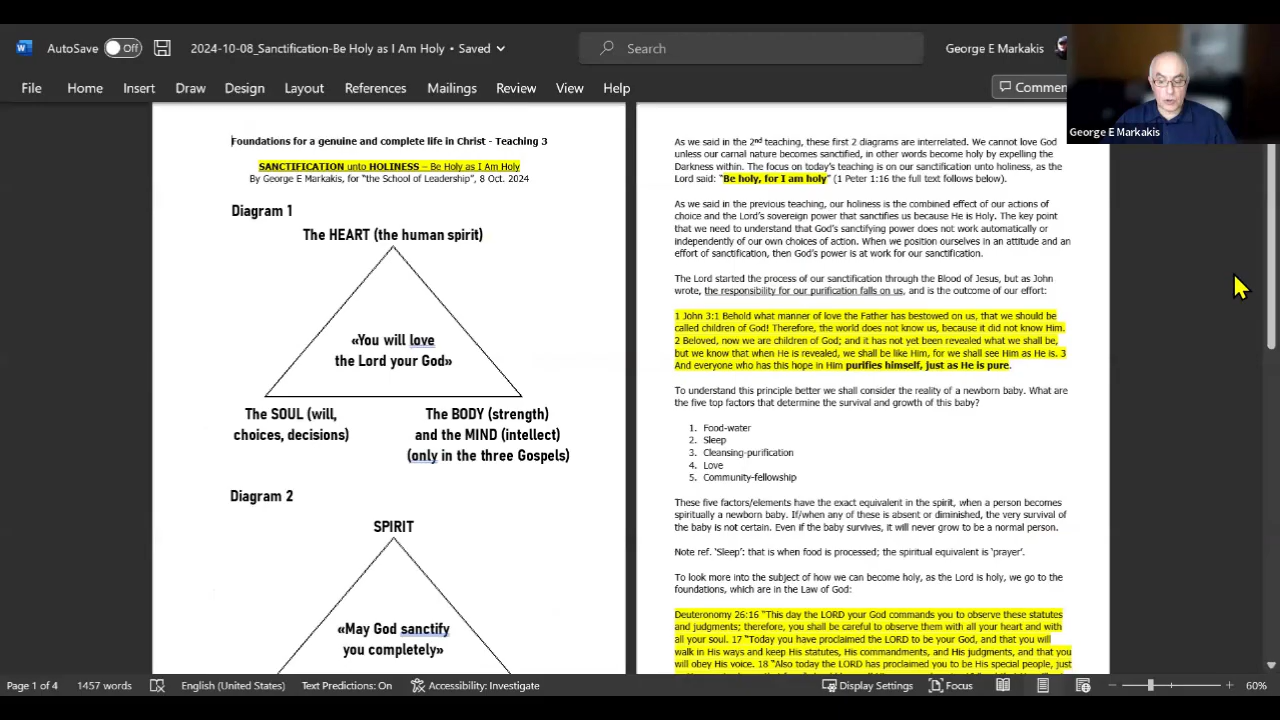 AutoSave Off 2024-10-08_Sanctification-Be Holy as I Am Holy • Saved Search George E Markakis
File Home Insert Draw Design Layout References Mailings Review View Help Commen
George E Markakis
Foundations for a genuine and complete life in Christ - Teaching 3
SANCTIFICATION unto HOLINESS – Be Holy as I Am Holy
By George E Markakis, for "the School of Leadership", 8 Oct. 2024
Diagram 1
The HEART (the human spirit)
«You will love
the Lord your God»
The SOUL (will,
choices, decisions)
The BODY (strength)
and the MIND (intellect)
(only in the three Gospels)
Diagram 2
SPIRIT
«May God sanctify
you completely»
As we said in the 2nd teaching, these first 2 diagrams are interrelated. We cannot love God
unless our carnal nature becomes sanctified, in other words become holy by expelling the
Darkness within. The focus on today's teaching is on our sanctification unto holiness, as the
Lord said: "Be holy, for I am holy" (1 Peter 1:16 the full text follows below).
As we said in the previous teaching, our holiness is the combined effect of our actions of
choice and the Lord's sovereign power that sanctifies us because He is Holy. The key point
that we need to understand that God's sanctifying power does not work automatically or
independently of our own choices of action. When we position ourselves in an attitude and an
effort of sanctification, then God's power is at work for our sanctification.
The Lord started the process of our sanctification through the Blood of Jesus, but as John
wrote, the responsibility for our purification falls on us, and is the outcome of our effort:
1 John 3:1 Behold what manner of love the Father has bestowed on us, that we should be
called children of God! Therefore, the world does not know us, because it did not know Him.
2 Beloved, now we are children of God; and it has not yet been revealed what we shall be,
but we know that when He is revealed, we shall be like Him, for we shall see Him as He is. 3
And everyone who has this hope in Him purifies himself, just as He is pure.
To understand this principle better we shall consider the reality of a newborn baby. What are
the five top factors that determine the survival and growth of this baby?
1. Food-water
2. Sleep
3. Cleansing-purification
4. Love
5. Community-fellowship
These five factors/elements have the exact equivalent in the spirit, when a person becomes
spiritually a newborn baby. If/when any of these is absent or diminished, the very survival of
the baby is not certain. Even if the baby survives, it will never grow to be a normal person.
Note ref. 'Sleep': that is when food is processed; the spiritual equivalent is 'prayer'.
To look more into the subject of how we can become holy, as the Lord is holy, we go to the
foundations, which are in the Law of God:
Deuteronomy 26:16 "This day the LORD your God commands you to observe these statutes
and judgments; therefore, you shall be careful to observe them with all your heart and with
all your soul. 17 "Today you have proclaimed the LORD to be your God, and that you will
walk in His ways and keep His statutes, His commandments, and His judgments, and that you
will obey His voice. 18 "Also today the LORD has proclaimed you to be His special people, just
Page 1 of 4 1457 words English (United States) Text Predictions: On Accessibility: Investigate Display Settings Focus 60%